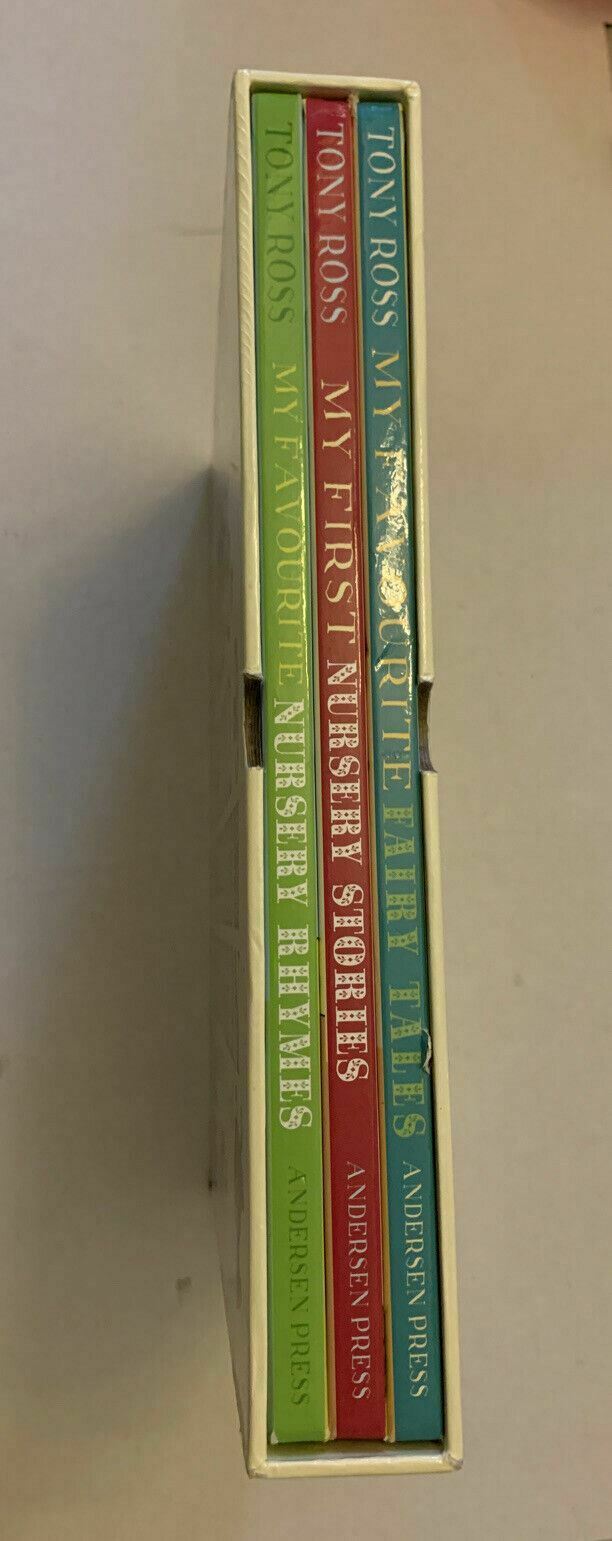 TONY ROSS MY FAVOURITE NURSERY RHYMES ANDERSEN PRESS
TONY ROSS MY FIRST NURSERY STORIES ANDERSEN PRESS
TONY ROSS MY FAVOURITE FAIRY TALES ANDERSEN PRESS